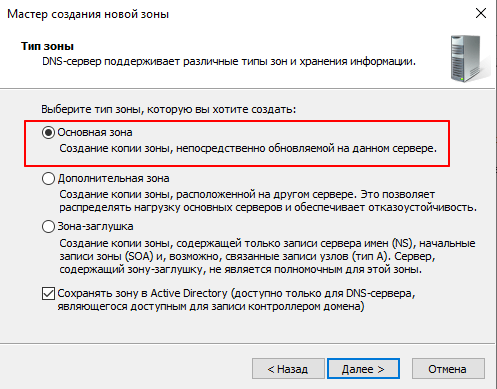 Мастер создания новой зоны
Тип зоны
DNS-сервер поддерживает различные типы зон и хранения информации.
Выберите тип зоны, которую вы хотите создать:
Основная зона
Создание копии зоны, непосредственно обновляемой на данном сервере.
Дополнительная зона
Создание копии зоны, расположенной на другом сервере. Это позволяет
распределять нагрузку основных серверов и обеспечивает отказоустойчивость.
Зона-заглушка
Создание копии зоны, содержащей только записи сервера имен (NS), начальные
записи зоны (SOA) и, возможно, связанные записи узлов (тип A). Сервер,
содержащий зону-заглушку, не является полномочным для этой зоны.
Сохранять зону в Active Directory (доступно только для DNS-сервера,
являющегося доступным для записи контроллером домена)
< Назад
Далее >
Отмена